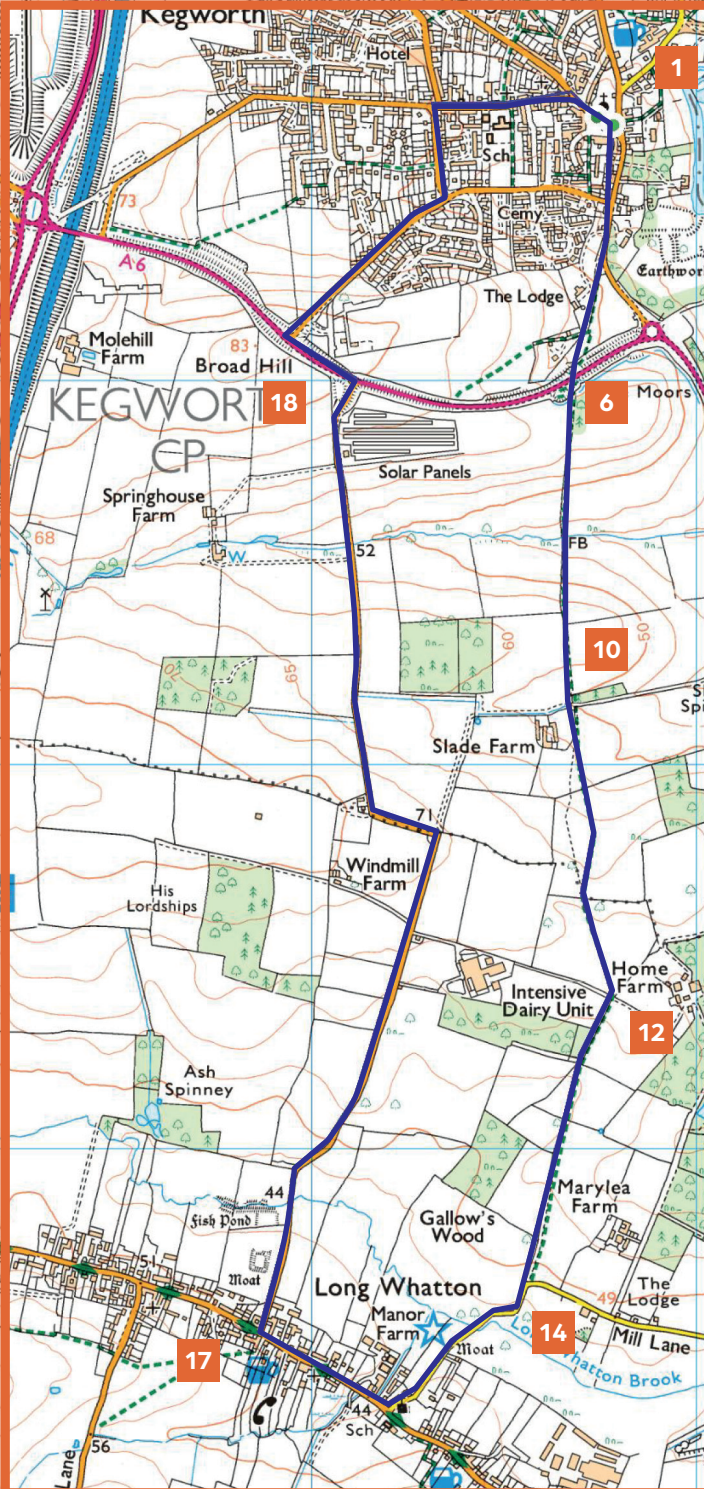 Kegworth
Hotel
1
Sch
73
Cemy
A6
Earthwor
The Lodge
Molehill
Farm
83
Broad Hill
18
6
Moors
KEGWORT
CP
Solar Panels
Springhouse
Farm
68
W
52
FB
10
60
50
70
65
Slade Farm
S
Spi
71
Windmill
Farm
His
Lordships
Home
Farm
Intensive
Dairy Unit
12
Ash
Spinney
44
Marylea
Farm
Fish Pond
Gallow's
Wood
51
Moat
Long Whatton
The
Lodge
49
Manor
Farm
14
Mill Lane
Moat
Long Whatton Brook
17
44
Sch
56
Lane